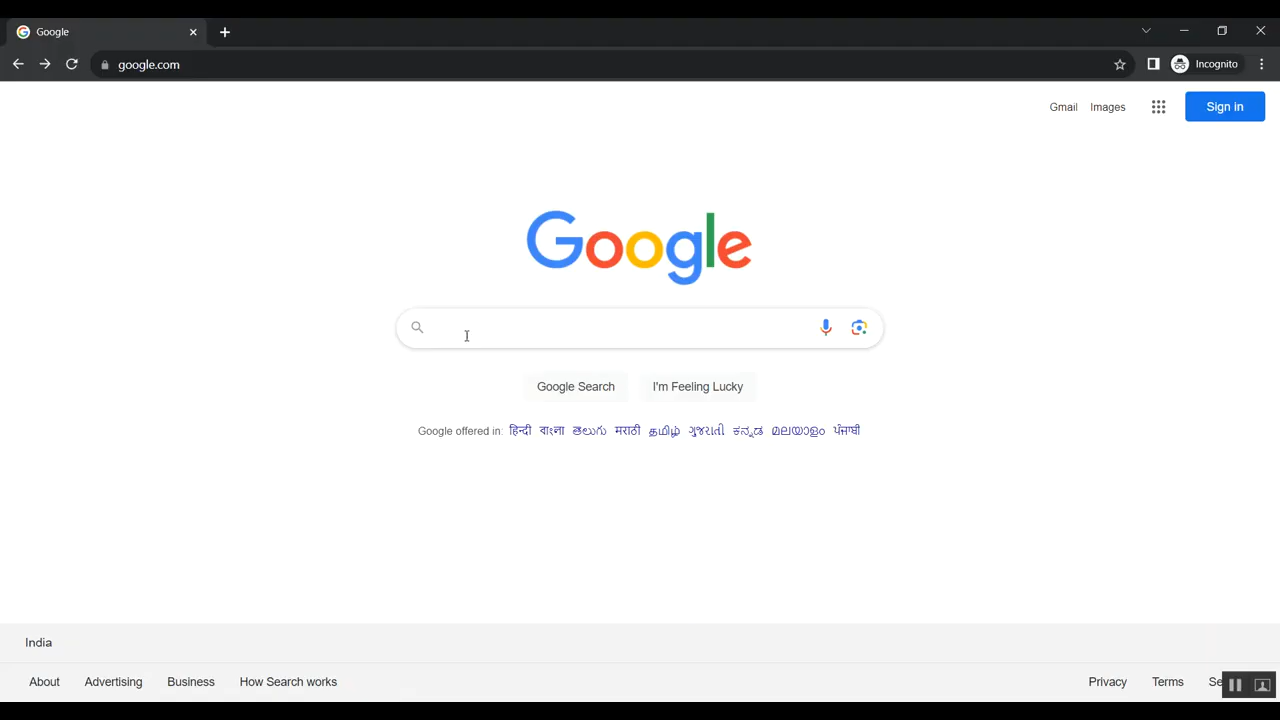 Google
google.com
Incognito
Gmail Images Sign in
Google
Google Search I'm Feeling Lucky
Google offered in: हिन्दी বাংলা తెలుగు मराठी தமிழ் ગુજરાતી ಕನ್ನಡ മലയാളം ਪੰਜਾਬੀ
India
About Advertising Business How Search works Privacy Terms